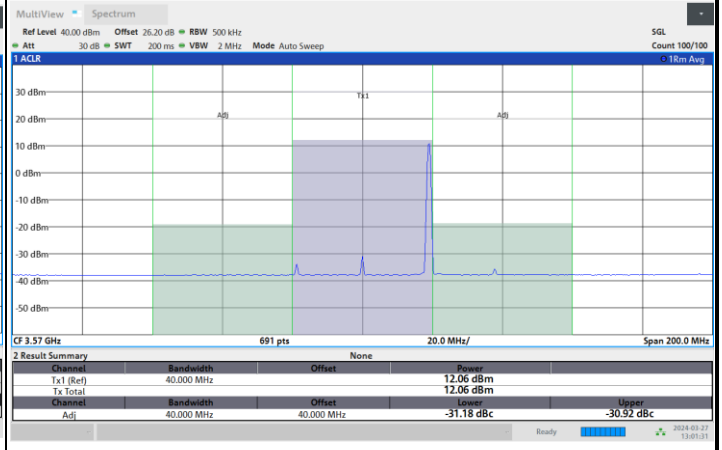 MultiView Spectrum
Ref Level 40.00 dBm Offset 26.20 dB RBW 500 kHz SGL
Att 30 dB SWT 200 ms VBW 2 MHz Mode Auto Sweep Count 100/100
1 ACLR 1Rm Avg
30 dBm
Tx1
20 dBm
Adj Adj
10 dBm
0 dBm
-10 dBm
-20 dBm
-30 dBm
-40 dBm
-50 dBm
CF 3.57 GHz 691 pts 20.0 MHz/ Span 200.0 MHz
2 Result Summary None
Channel Bandwidth Offset Power
Tx1 (Ref) 40.000 MHz 12.06 dBm
Tx Total 12.06 dBm
Channel Bandwidth Offset Lower Upper
Adj 40.000 MHz 40.000 MHz -31.18 dBc -30.92 dBc
Ready 2024-03-27
13:01:31